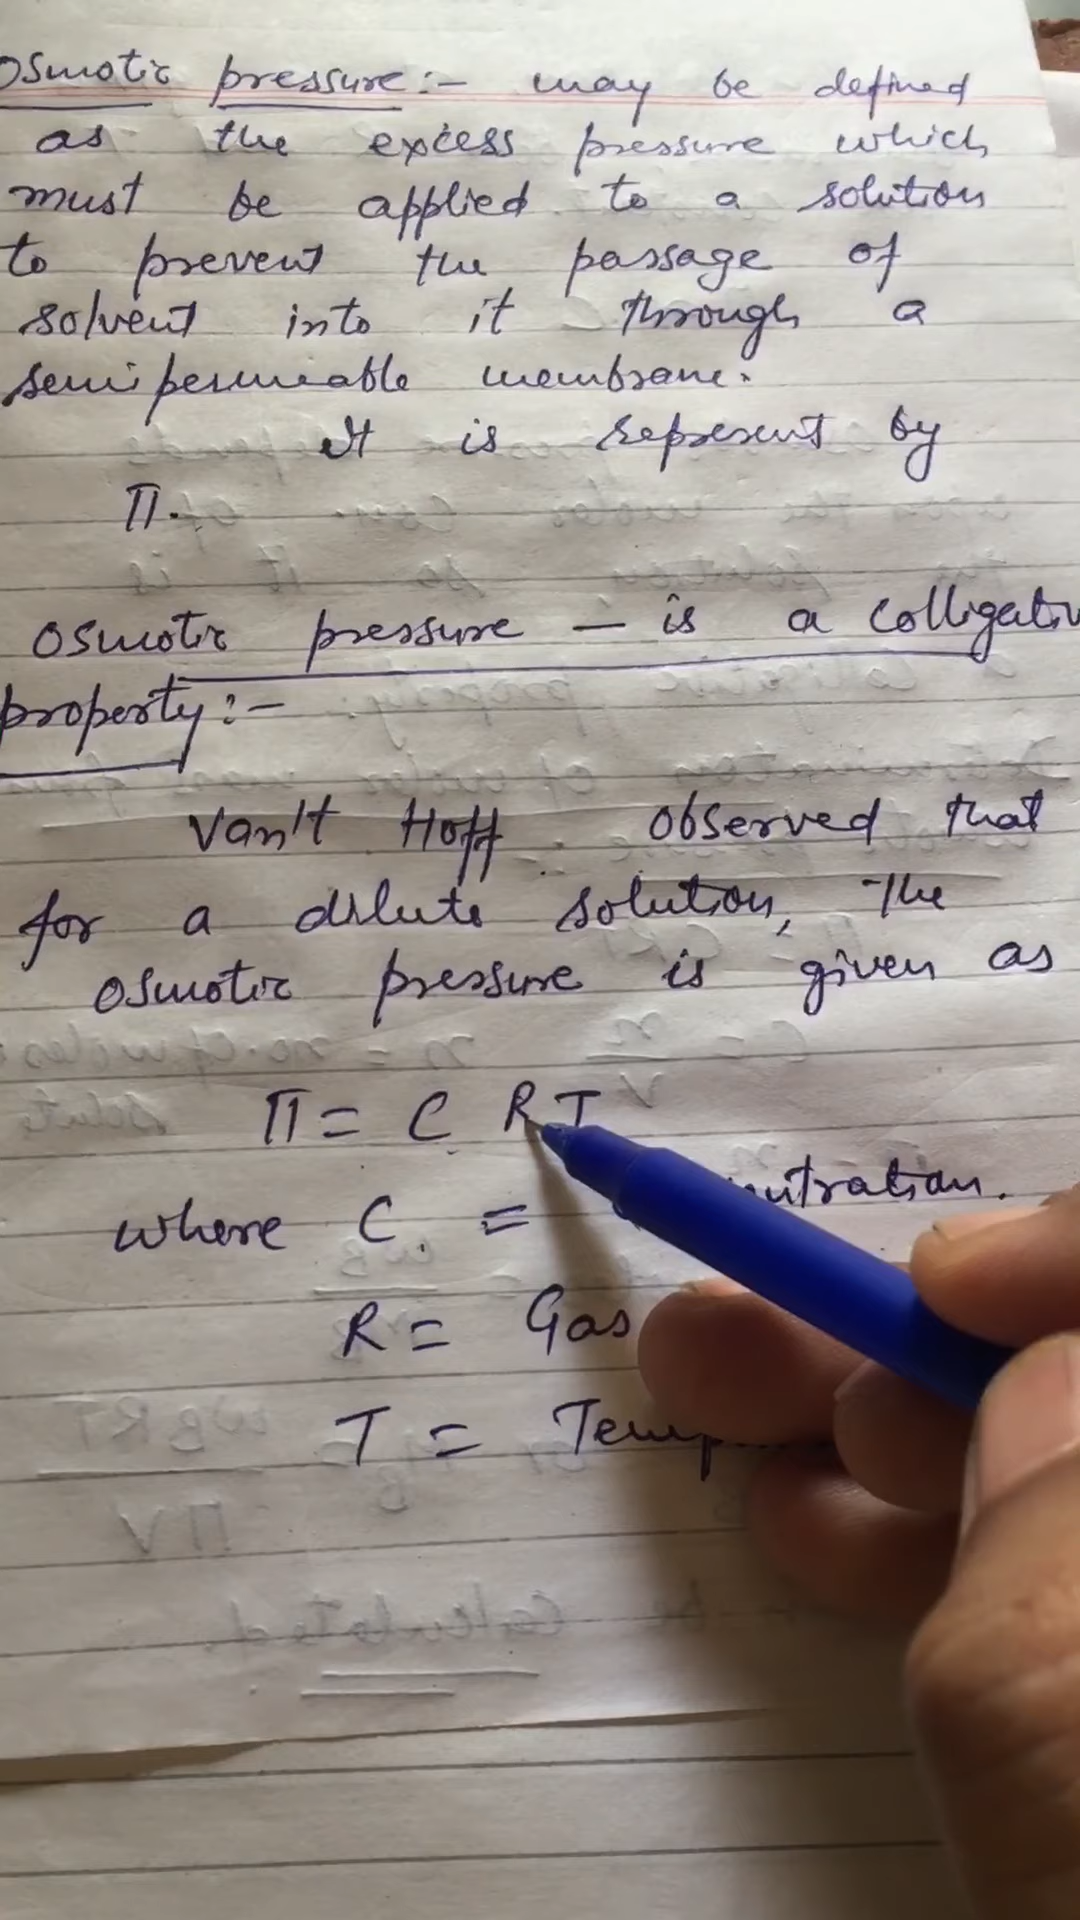 Osmotic pressure:- may be defined
as the excess pressure which
must be applied to a solution
to prevent the passage of
solvent into it through a
semipermeable membrane.
It is represent by
Π.
Osmotic pressure – is a colligativ
property:-
Van't Hoff observed that
for a dilute solution, The
osmotic pressure is given as
Π = C R T
where C =
R = Gas
T =